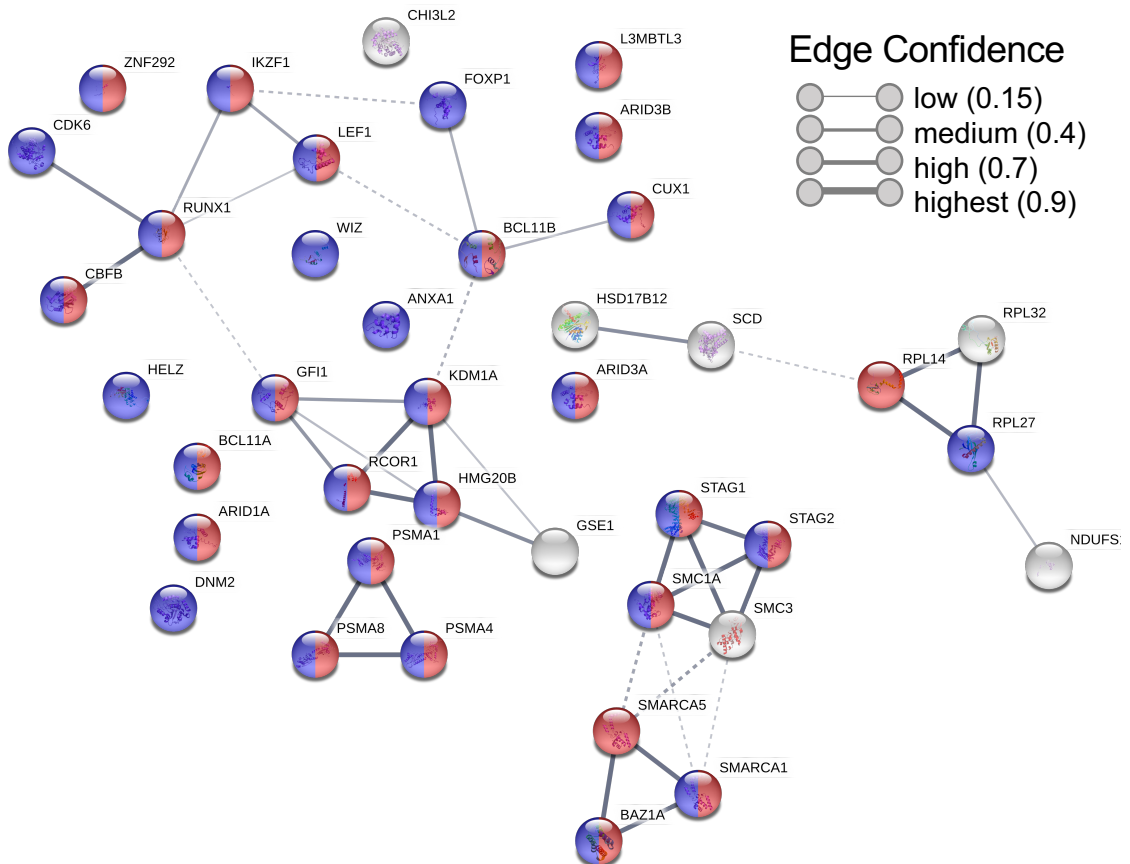 CHI3L2
L3MBTL3
Edge Confidence
ZNF292
IKZF1
FOXP1
low (0.15)
ARID3B
CDK6
LEF1
medium (0.4)
high (0.7)
CUX1
highest (0.9)
RUNX1
WIZ
BCL11B
CBFB
ANXA1
HSD17B12
SCD
RPL32
HELZ
GFI1
KDM1A
ARID3A
RPL14
BCL11A
RPL27
RCOR1
HMG20B
STAG1
ARID1A
PSMA1
GSE1
STAG2
NDUFS
DNM2
SMC1A
SMC3
PSMA8
PSMA4
SMARCA5
SMARCA1
BAZ1A